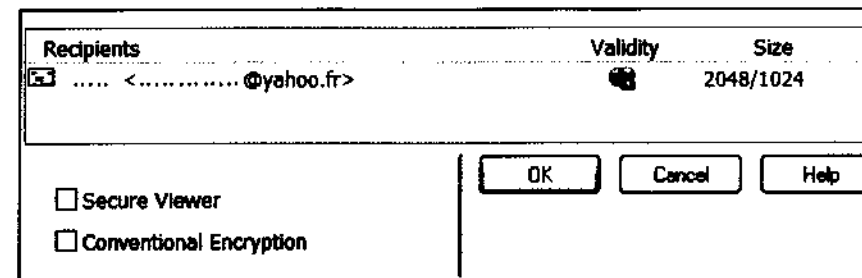 Recipients Validity Size
..... <.............@yahoo.fr> 2048/1024
OK Cancel Help
Secure Viewer
Conventional Encryption